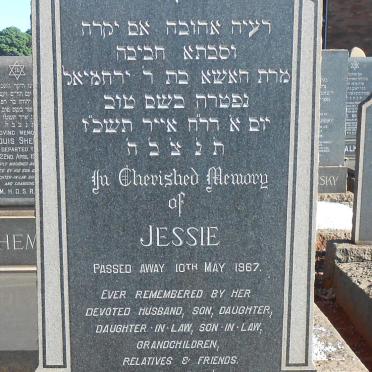 רעיה אהובה אם יקרה
וסבתא חביבה
מרת חאשא בת ר ירחמיאל
נפטרה בשם טוב
יום א דר״ח אייר תשכ״ז
ת נ צ ב ה
In Cherished Memory
of
JESSIE
PASSED AWAY 10TH MAY 1967.
EVER REMEMBERED BY HER
DEVOTED HUSBAND, SON, DAUGHTER,
DAUGHTER-IN-LAW, SON-IN-LAW,
GRANDCHILDREN,
RELATIVES & FRIENDS.